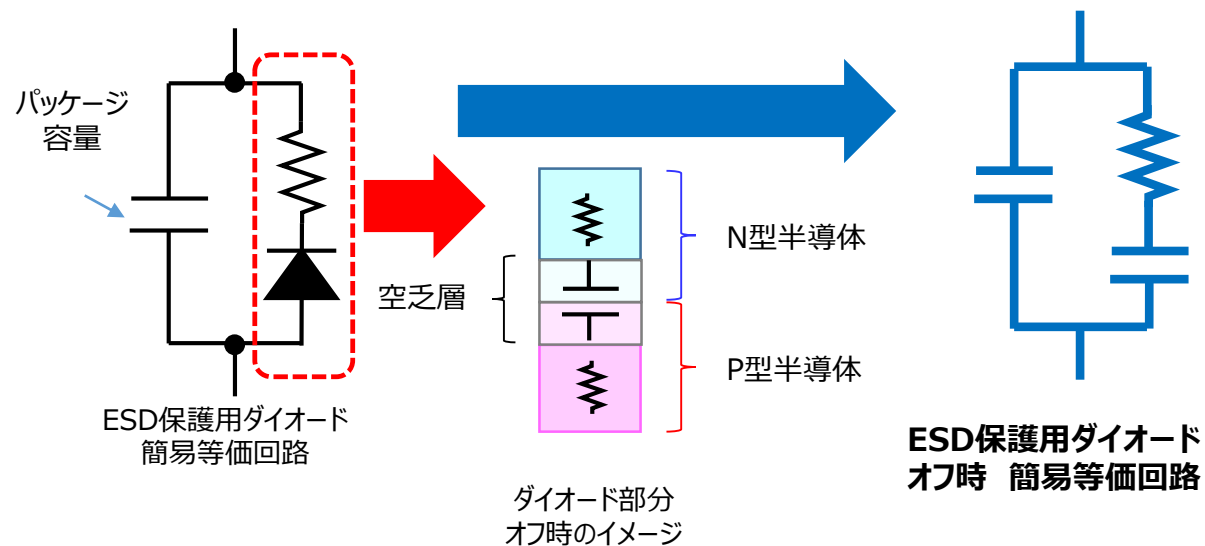 パッケージ
容量
ESD保護用ダイオード
簡易等価回路
空乏層
N型半導体
P型半導体
ダイオード部分
オフ時のイメージ
ESD保護用ダイオード
オフ時 簡易等価回路